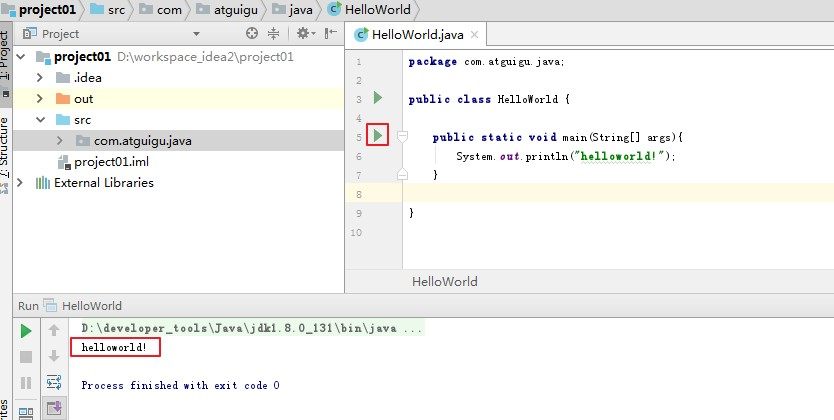 project01 src com atguigu java HelloWorld
1: Project
Project
HelloWorld.java
project01 D:\workspace_idea2\project01
.idea
out
src
com.atguigu.java
project01.iml
External Libraries
7: Structure
1 package com.atguigu.java;
2
3 public class HelloWorld {
4
5 public static void main(String[] args){
6 System.out.println("helloworld!");
7 }
8
9 }
10
HelloWorld
Run HelloWorld
D:\developer_tools\Java\jdk1.8.0_131\bin\java ...
helloworld!
Process finished with exit code 0